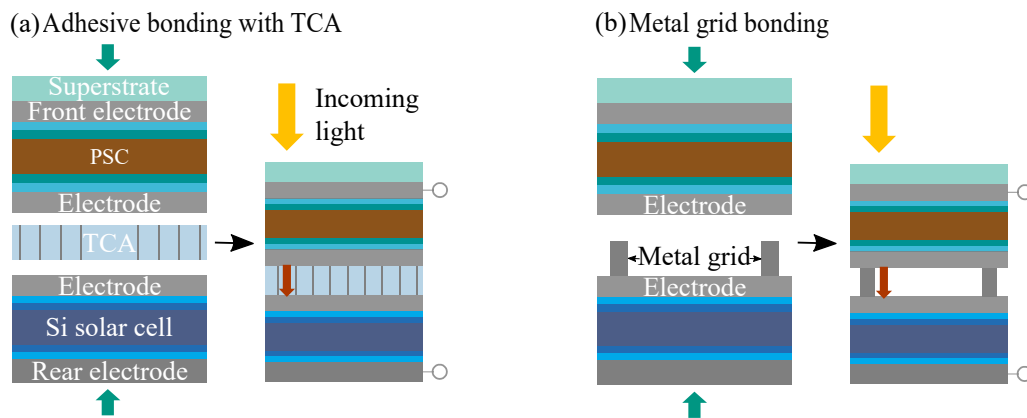 (a) Adhesive bonding with TCA
Superstrate
Front electrode
PSC
Electrode
TCA
Electrode
Si solar cell
Rear electrode
Incoming
light
(b) Metal grid bonding
Electrode
Metal grid
Electrode